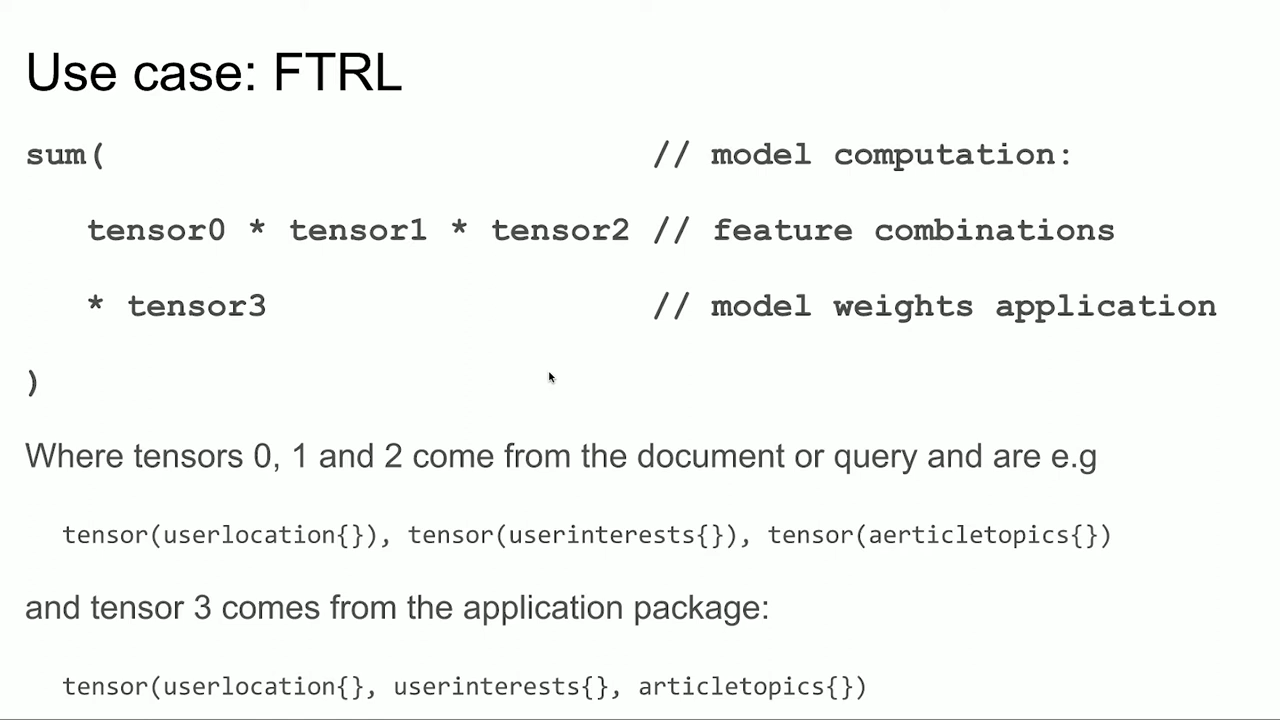 Use case: FTRL
sum( // model computation:
tensor0 * tensor1 * tensor2 // feature combinations
* tensor3 // model weights application
)
Where tensors 0, 1 and 2 come from the document or query and are e.g
tensor(userlocation{}), tensor(userinterests{}), tensor(aerticletopics{})
and tensor 3 comes from the application package:
tensor(userlocation{}, userinterests{}, articletopics{})